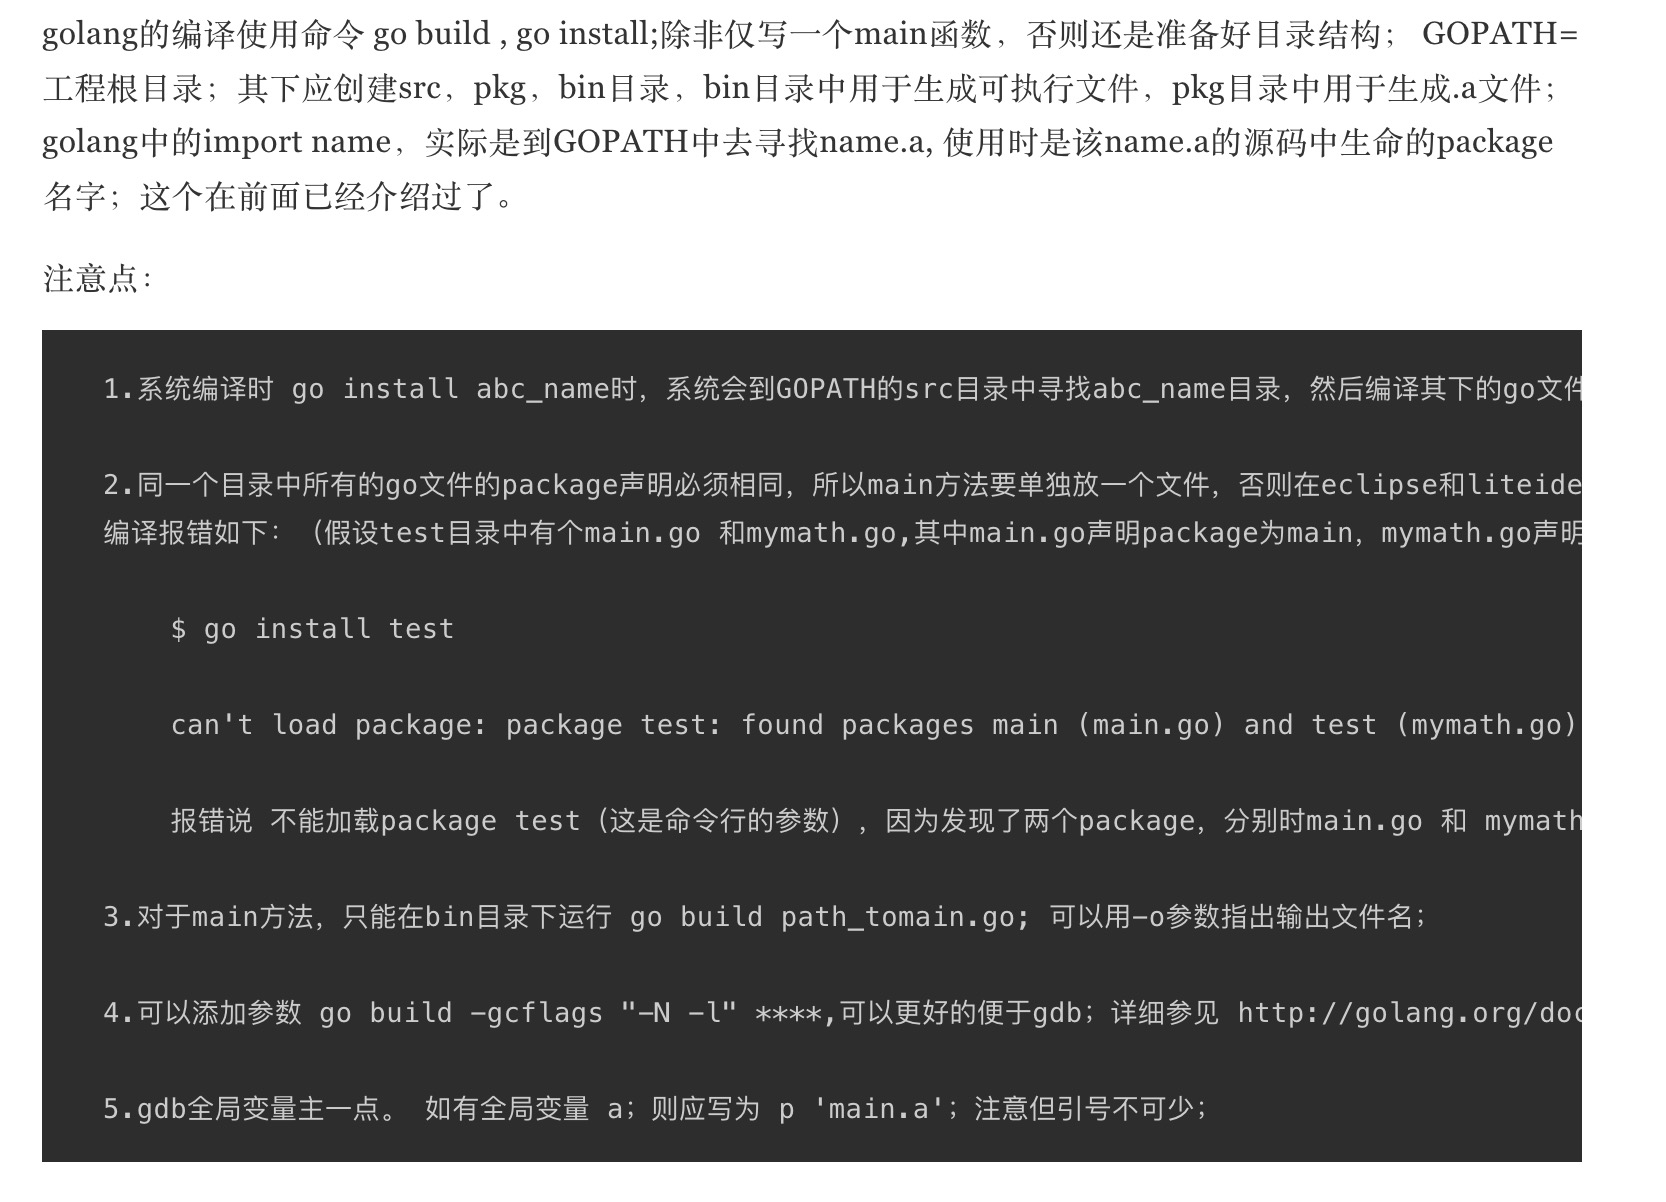 golang的编译使用命令 go build , go install;除非仅写一个main函数，否则还是准备好目录结构； GOPATH=
工程根目录；其下应创建src，pkg，bin目录，bin目录中用于生成可执行文件，pkg目录中用于生成.a文件；
golang中的import name，实际是到GOPATH中去寻找name.a, 使用时是该name.a的源码中生命的package
名字；这个在前面已经介绍过了。
注意点：
1.系统编译时 go install abc_name时，系统会到GOPATH的src目录中寻找abc_name目录，然后编译其下的go文件
2.同一个目录中所有的go文件的package声明必须相同，所以main方法要单独放一个文件，否则在eclipse和liteide
编译报错如下：（假设test目录中有个main.go 和mymath.go,其中main.go声明package为main，mymath.go声明
$ go install test
can't load package: package test: found packages main (main.go) and test (mymath.go)
报错说 不能加载package test（这是命令行的参数），因为发现了两个package，分别时main.go 和 mymath
3.对于main方法，只能在bin目录下运行 go build path_tomain.go; 可以用-o参数指出输出文件名；
4.可以添加参数 go build -gcflags "-N -l" ****,可以更好的便于gdb；详细参见 http://golang.org/doc
5.gdb全局变量主一点。 如有全局变量 a；则应写为 p 'main.a'；注意但引号不可少；